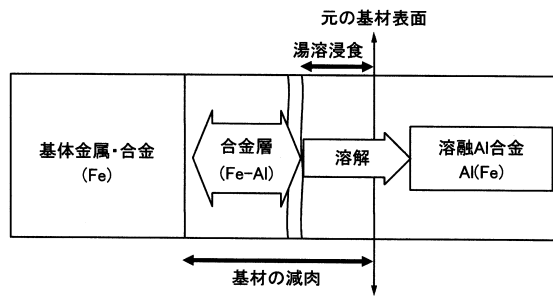 元の基材表面
湯溶浸食
基体金属・合金
(Fe)
合金層
(Fe-Al)
溶解
溶融Al合金
Al(Fe)
基材の減肉